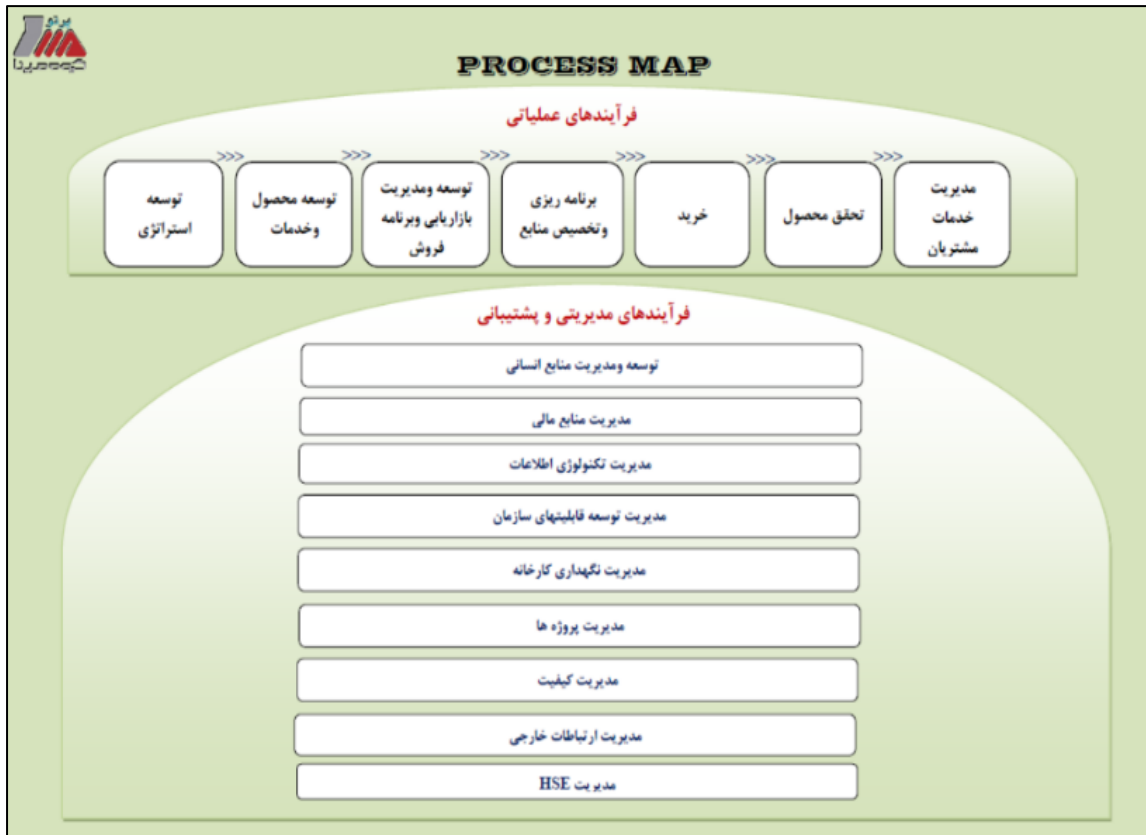 پرتو
PROCESS MAP
فرآیندهای عملیاتی
>>> >>> >>> >>> >>> >>>
توسعه
استراتژی
توسعه محصول
وخدمات
توسعه ومدیریت
بازاریابی وبرنامه
فروش
برنامه ریزی
وتخصیص منابع
خرید
تحقق محصول
مدیریت
خدمات
مشتریان
فرآیندهای مدیریتی و پشتیبانی
توسعه ومدیریت منابع انسانی
مدیریت منابع مالی
مدیریت تکنولوژی اطلاعات
مدیریت توسعه قابلیتهای سازمان
مدیریت نگهداری کارخانه
مدیریت پروژه ها
مدیریت کیفیت
مدیریت ارتباطات خارجی
مدیریت HSE